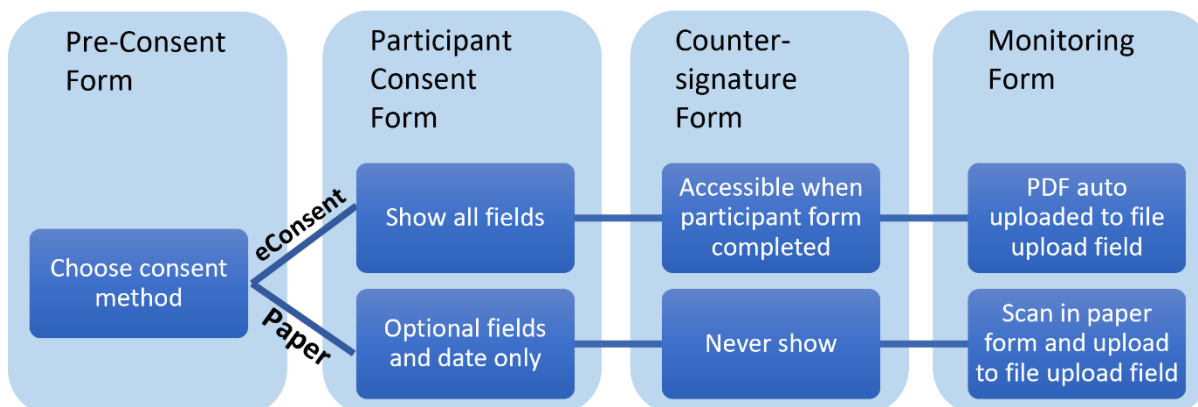 Pre-Consent
Form
Participant
Consent
Form
Counter-
signature
Form
Monitoring
Form
Choose consent
method
eConsent
Paper
Show all fields
Accessible when
participant form
completed
PDF auto
uploaded to file
upload field
Optional fields
and date only
Never show
Scan in paper
form and upload
to file upload field